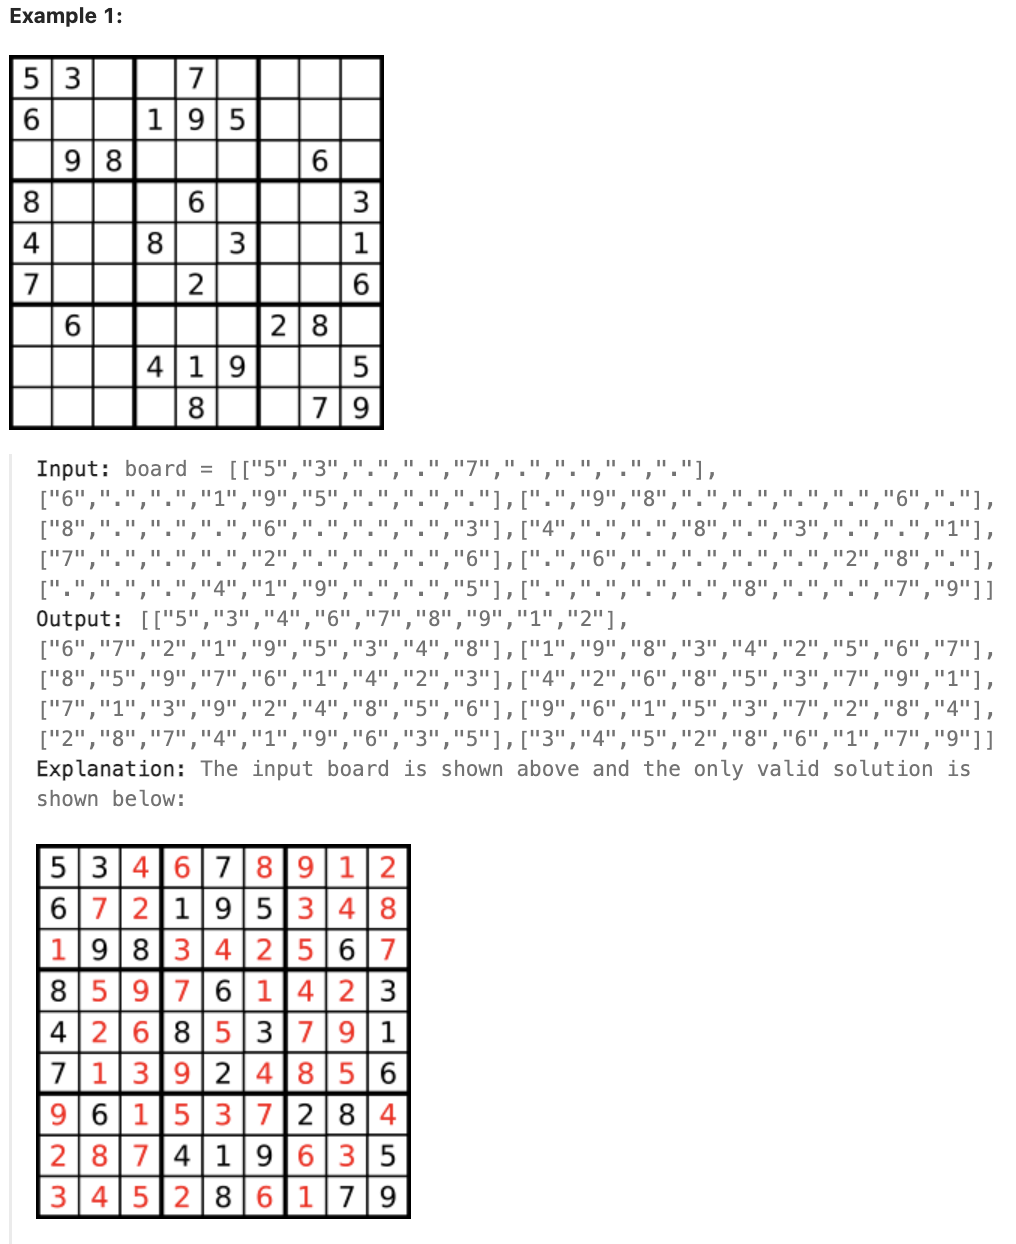 Example 1:
5 3 7
6 1 9 5
9 8 6
8 6 3
4 8 3 1
7 2 6
6 2 8
4 1 9 5
8 7 9
Input: board = [["5","3",".",".","7",".",".",".","."],
["6",".",".","1","9","5",".",".","."],[".","9","8",".",".",".",".","6","."],
["8",".",".",".","6",".",".",".","3"],["4",".",".","8",".","3",".",".","1"],
["7",".",".",".","2",".",".",".","6"],[".","6",".",".",".",".","2","8","."],
[".",".",".","4","1","9",".",".","5"],[".",".",".",".","8",".",".","7","9"]]
Output: [["5","3","4","6","7","8","9","1","2"],
["6","7","2","1","9","5","3","4","8"],["1","9","8","3","4","2","5","6","7"],
["8","5","9","7","6","1","4","2","3"],["4","2","6","8","5","3","7","9","1"],
["7","1","3","9","2","4","8","5","6"],["9","6","1","5","3","7","2","8","4"],
["2","8","7","4","1","9","6","3","5"],["3","4","5","2","8","6","1","7","9"]]
Explanation: The input board is shown above and the only valid solution is
shown below:
5 3 4 6 7 8 9 1 2
6 7 2 1 9 5 3 4 8
1 9 8 3 4 2 5 6 7
8 5 9 7 6 1 4 2 3
4 2 6 8 5 3 7 9 1
7 1 3 9 2 4 8 5 6
9 6 1 5 3 7 2 8 4
2 8 7 4 1 9 6 3 5
3 4 5 2 8 6 1 7 9